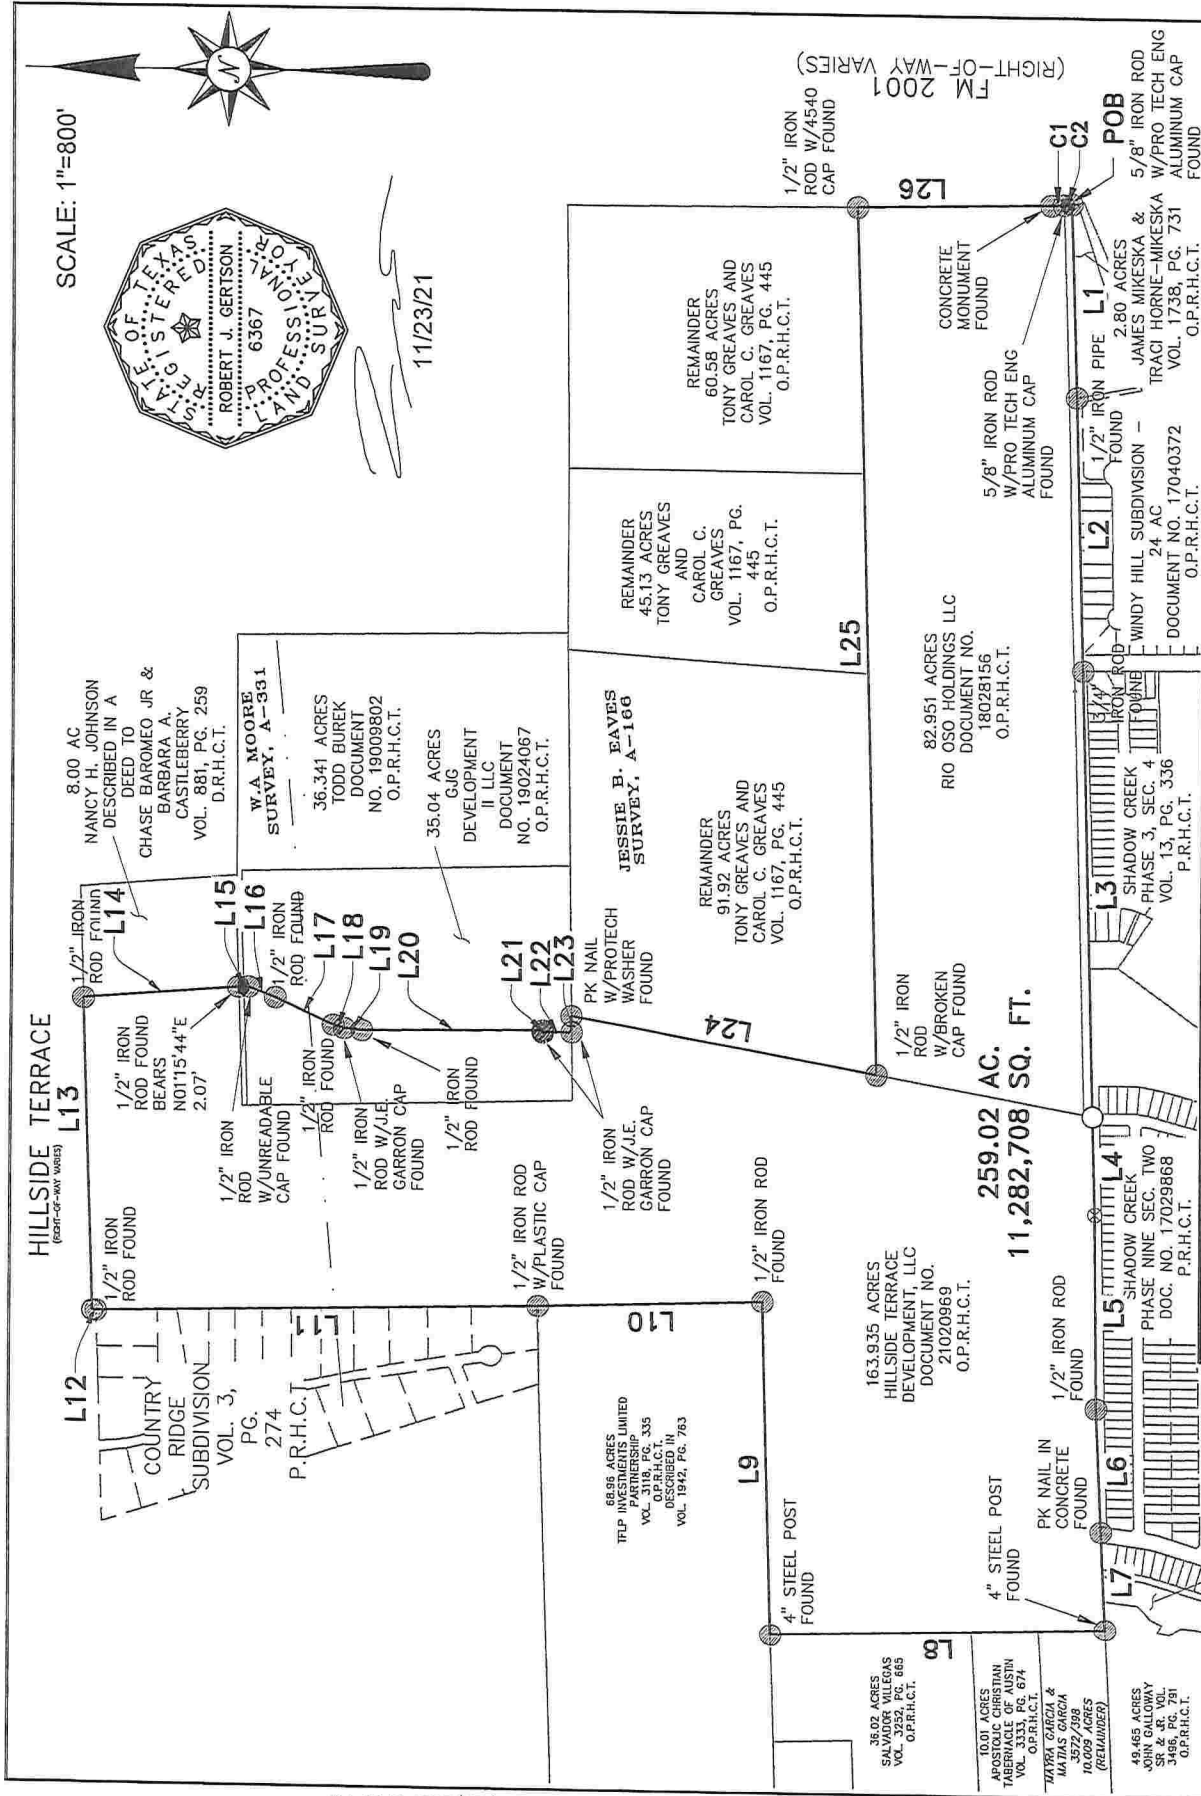 SCALE: 1"=800'
N
STATE OF TEXAS
REGISTERED
ROBERT J. GERTSON
6367
PROFESSIONAL
LAND SURVEYOR
11/23/21
HILLSIDE TERRACE
(RIGHT-OF-WAY VARIES)
L13
L12
1/2" IRON
ROD FOUND
1/2" IRON
ROD FOUND
L14
8.00 AC
NANCY H. JOHNSON
DESCRIBED IN A
DEED TO
CHASE BAROMEO JR &
BARBARA A.
CASTLEBERRY
VOL. 881, PG. 259
D.R.H.C.T.
1/2" IRON
ROD FOUND
BEARS
N01°15'44"E
2.07'
L15
L16
1/2" IRON
ROD
W/UNREADABLE
CAP FOUND
1/2" IRON
ROD FOUND
L17
L18
L19
L20
1/2" IRON
ROD FOUND
1/2" IRON
ROD W/J.E.
GARRON CAP
FOUND
1/2" IRON
ROD FOUND
W.A MOORE
SURVEY, A-331
36.341 ACRES
TODD BUREK
DOCUMENT
NO. 19009802
O.P.R.H.C.T.
35.04 ACRES
GJG
DEVELOPMENT
II LLC
DOCUMENT
NO. 19024067
O.P.R.H.C.T.
COUNTRY
RIDGE
SUBDIVISION
VOL. 3,
PG.
274
P.R.H.C.T.
L11
1/2" IRON ROD
W/PLASTIC CAP
FOUND
L21
L22
L23
1/2" IRON
ROD W/J.E.
GARRON CAP
FOUND
PK NAIL
W/PROTECH
WASHER
FOUND
JESSIE B. EAVES
SURVEY, A-166
L10
68.96 ACRES
TFLP INVESTMENTS LIMITED
PARTNERSHIP
VOL. 3118, PG. 335
O.P.R.H.C.T.
DESCRIBED IN
VOL. 1942, PG. 763
1/2" IRON ROD
FOUND
L9
4" STEEL POST
FOUND
L24
REMAINDER
91.92 ACRES
TONY GREAVES AND
CAROL C. GREAVES
VOL. 1167, PG. 445
O.P.R.H.C.T.
REMAINDER
45.13 ACRES
TONY GREAVES
AND
CAROL C.
GREAVES
VOL. 1167, PG.
445
O.P.R.H.C.T.
REMAINDER
60.58 ACRES
TONY GREAVES AND
CAROL C. GREAVES
VOL. 1167, PG. 445
O.P.R.H.C.T.
1/2" IRON
ROD W/4540
CAP FOUND
FM 2001
(RIGHT-OF-WAY VARIES)
L25
L26
1/2" IRON
ROD
W/BROKEN
CAP FOUND
82.951 ACRES
RIO OSO HOLDINGS LLC
DOCUMENT NO.
18028156
O.P.R.H.C.T.
CONCRETE
MONUMENT
FOUND
5/8" IRON ROD
W/PRO TECH ENG
ALUMINUM CAP
FOUND
C1
C2
POB
5/8" IRON ROD
W/PRO TECH ENG
ALUMINUM CAP
FOUND
163.935 ACRES
HILLSIDE TERRACE
DEVELOPMENT, LLC
DOCUMENT NO.
21020969
O.P.R.H.C.T.
259.02 AC.
11,282,708 SQ. FT.
L8
36.02 ACRES
SALVADOR VILLEGAS
VOL. 3252, PG. 665
O.P.R.H.C.T.
10.01 ACRES
APOSTOLIC CHRISTIAN
TABERNACLE OF AUSTIN
VOL. 3333, PG. 674
O.P.R.H.C.T.
MAYRA GARCIA &
MATIAS GARCIA
3572/398
10.009 ACRES
(REMAINDER)
49.465 ACRES
JOHN GALLOWAY
SR & JR. VOL.
3496, PG. 791
O.P.R.H.C.T.
4" STEEL POST
FOUND
PK NAIL IN
CONCRETE
FOUND
1/2" IRON ROD
FOUND
L7
L6
L5
L4
SHADOW CREEK
PHASE NINE SEC. TWO
DOC. NO. 17029868
P.R.H.C.T.
L3
SHADOW CREEK
PHASE 3, SEC. 4
VOL. 13, PG. 336
P.R.H.C.T.
3/4"
IRON ROD
FOUND
L2
WINDY HILL SUBDIVISION -
24 AC
DOCUMENT NO. 17040372
O.P.R.H.C.T.
1/2" IRON PIPE
FOUND
L1
2.80 ACRES
JAMES MIKESKA &
TRACI HORNE-MIKESKA
VOL. 1738, PG. 731
O.P.R.H.C.T.